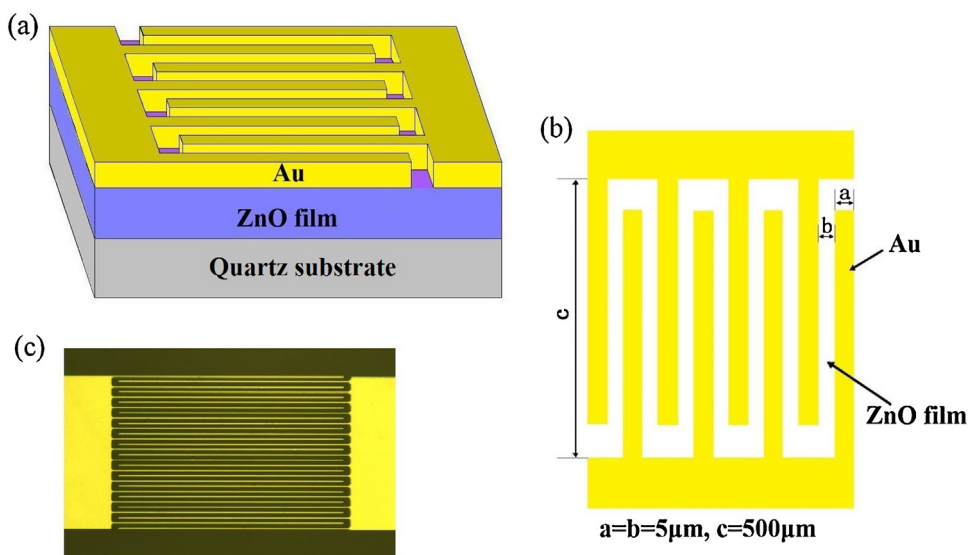 (a)
Au
ZnO film
Quartz substrate
(b)
a
b
c
Au
ZnO film
a=b=5μm, c=500μm
(c)